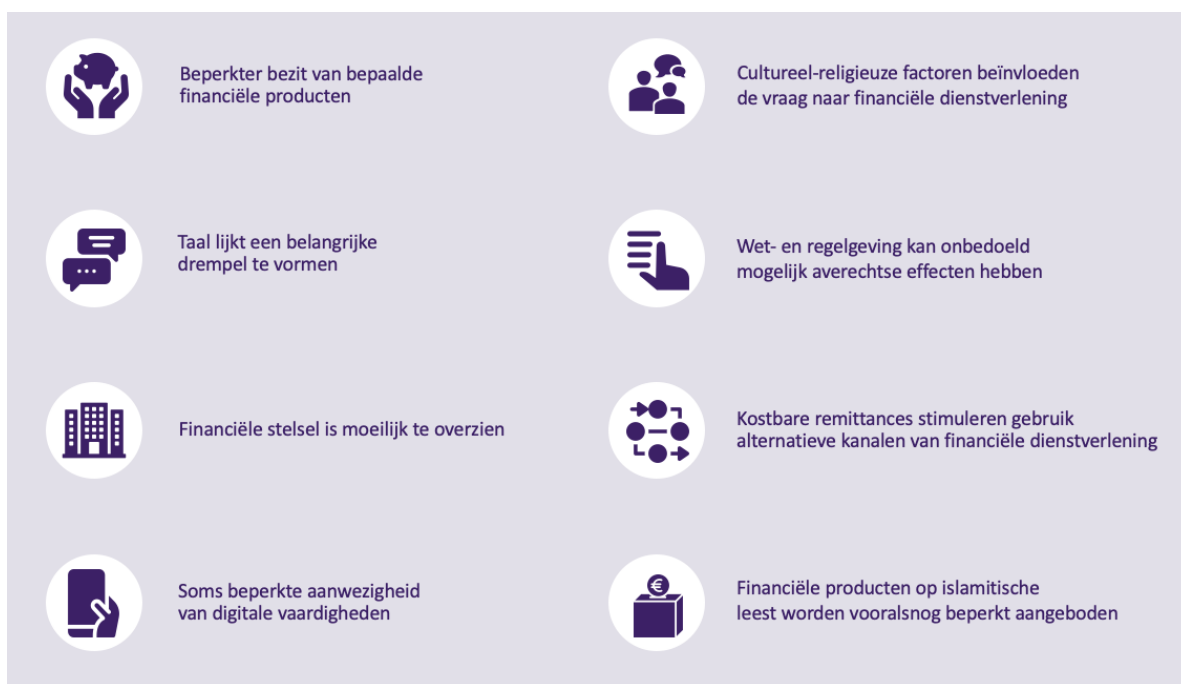 Beperkter bezit van bepaalde
financiële producten
Cultureel-religieuze factoren beïnvloeden
de vraag naar financiële dienstverlening
Taal lijkt een belangrijke
drempel te vormen
Wet- en regelgeving kan onbedoeld
mogelijk averechtse effecten hebben
Financiële stelsel is moeilijk te overzien
Kostbare remittances stimuleren gebruik
alternatieve kanalen van financiële dienstverlening
Soms beperkte aanwezigheid
van digitale vaardigheden
€
Financiële producten op islamitische
leest worden vooralsnog beperkt aangeboden